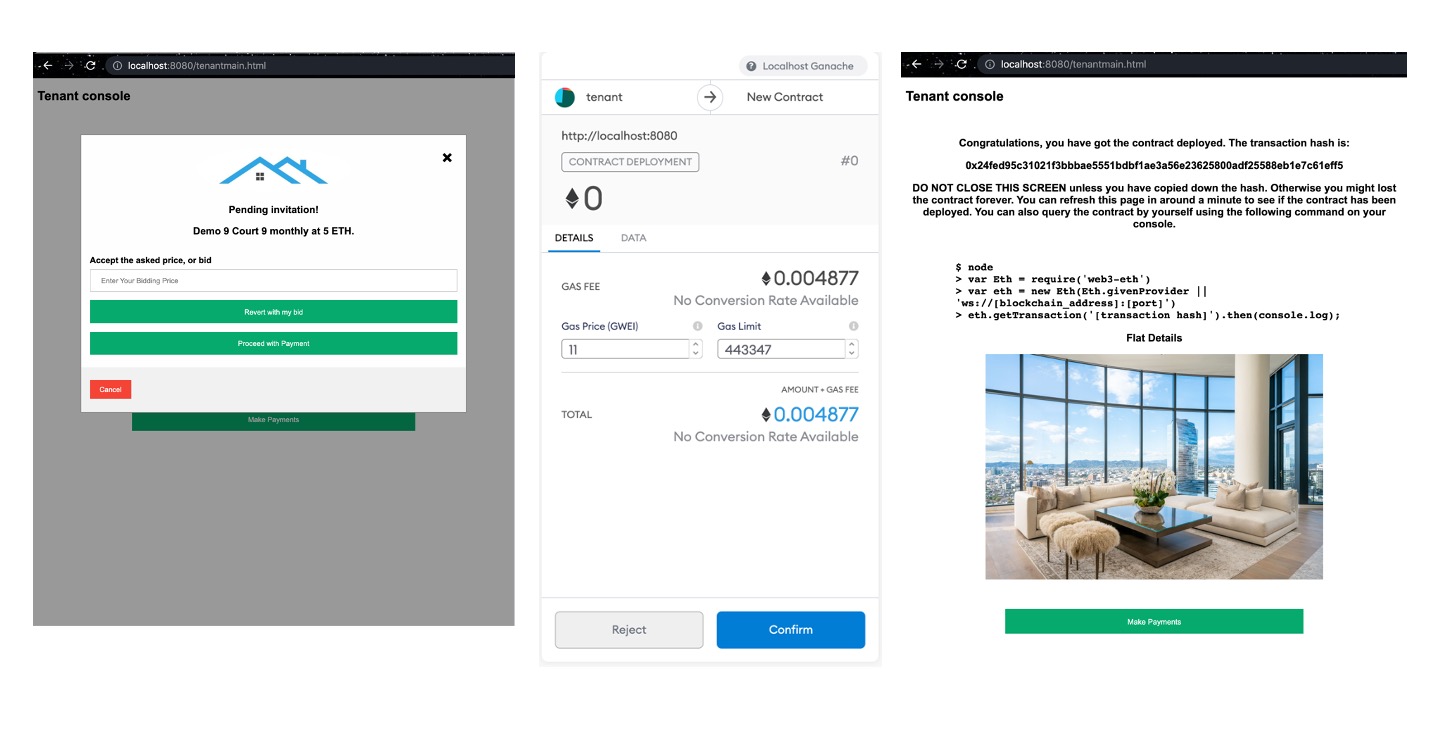 localhost:8080/tenantmain.html
Tenant console
Pending invitation!
Demo 9 Court 9 monthly at 5 ETH.
Accept the asked price, or bid
Enter Your Bidding Price
Revert with my bid
Proceed with Payment
Cancel
Make Payments
Localhost Ganache
tenant New Contract
http://localhost:8080
CONTRACT DEPLOYMENT #0
0
DETAILS DATA
GAS FEE 0.004877
No Conversion Rate Available
Gas Price (GWEI) Gas Limit
11 443347
AMOUNT + GAS FEE
TOTAL 0.004877
No Conversion Rate Available
Reject Confirm
localhost:8080/tenantmain.html
Tenant console
Congratulations, you have got the contract deployed. The transaction hash is:
0x24fed95c31021f3bbbae5551bdbf1ae3a56e23625800adf25588eb1e7c61eff5
DO NOT CLOSE THIS SCREEN unless you have copied down the hash. Otherwise you might lost
the contract forever. You can refresh this page in around a minute to see if the contract has been
deployed. You can also query the contract by yourself using the following command on your
console.
$ node
> var Eth = require('web3-eth')
> var eth = new Eth(Eth.givenProvider ||
'ws://[blockchain_address]:[port]')
> eth.getTransaction('[transaction hash]').then(console.log);
Flat Details
Make Payments